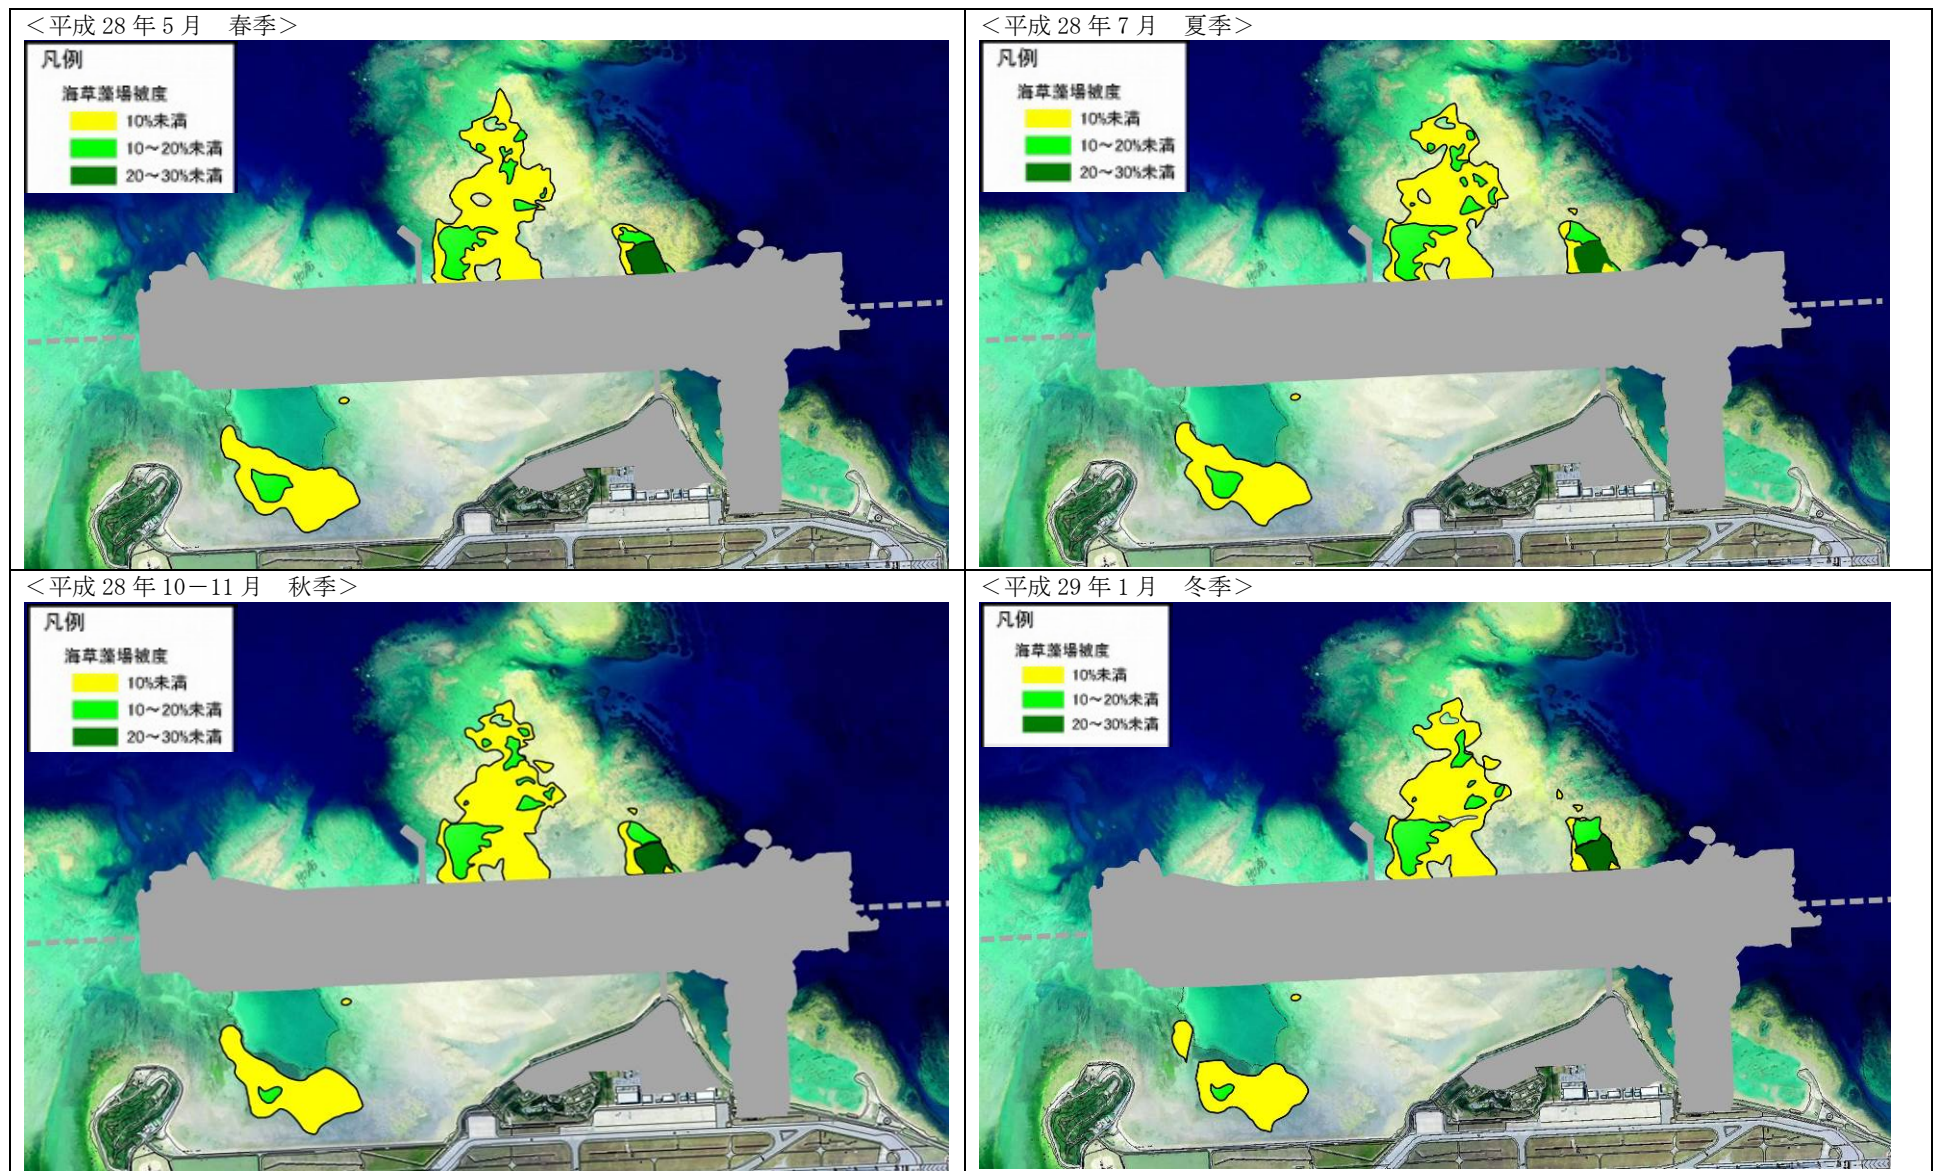 ＜平成 28 年 5 月　春季＞
凡例
海草藻場被度
10%未満
10～20%未満
20～30%未満
＜平成 28 年 7 月　夏季＞
凡例
海草藻場被度
10%未満
10～20%未満
20～30%未満
＜平成 28 年 10－11 月　秋季＞
凡例
海草藻場被度
10%未満
10～20%未満
20～30%未満
＜平成 29 年 1 月　冬季＞
凡例
海草藻場被度
10%未満
10～20%未満
20～30%未満